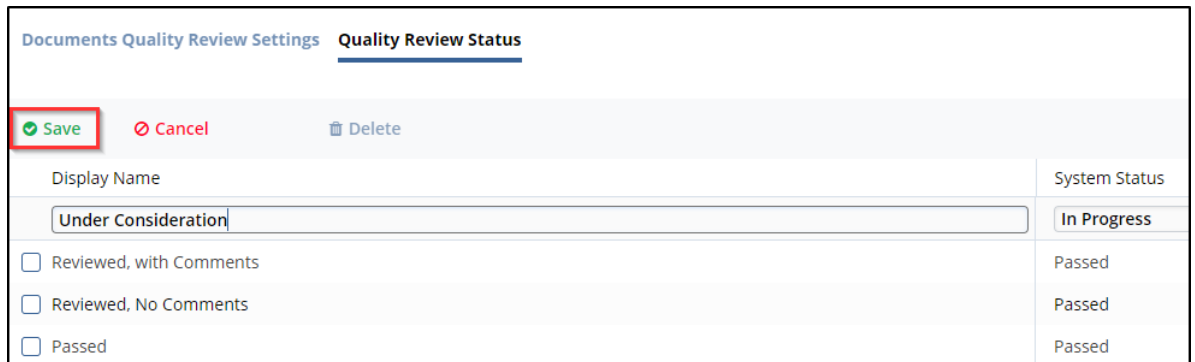 Documents Quality Review Settings Quality Review Status
Save Cancel Delete
Display Name System Status
Under Consideration In Progress
Reviewed, with Comments Passed
Reviewed, No Comments Passed
Passed Passed